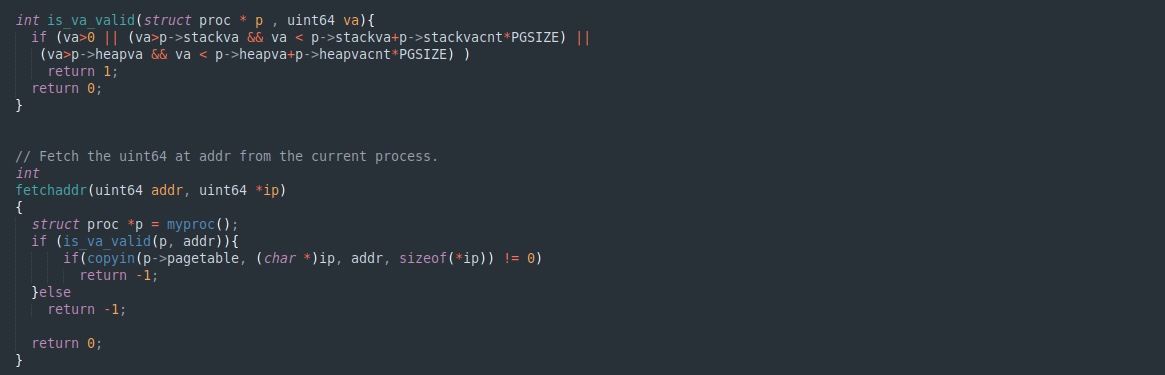 int is_va_valid(struct proc * p , uint64 va){
  if (va>0 || (va>p->stackva && va < p->stackva+p->stackvacnt*PGSIZE) ||
   (va>p->heapva && va < p->heapva+p->heapvacnt*PGSIZE) )
    return 1;
  return 0;
}
// Fetch the uint64 at addr from the current process.
int
fetchaddr(uint64 addr, uint64 *ip)
{
  struct proc *p = myproc();
  if (is_va_valid(p, addr)){
      if(copyin(p->pagetable, (char *)ip, addr, sizeof(*ip)) != 0)
        return -1;
  }else
    return -1;
  return 0;
}